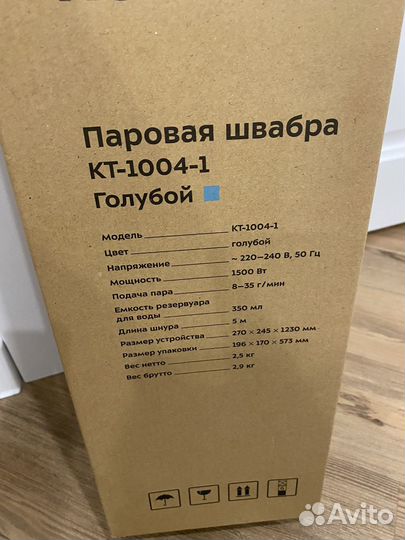 Паровая швабра
КТ-1004-1
Голубой
Модель КТ-1004-1
Цвет голубой
Напряжение ~ 220–240 В, 50 Гц
Мощность 1500 Вт
Подача пара 8–35 г/мин
Емкость резервуара
для воды 350 мл
Длина шнура 5 м
Размер устройства 270 × 245 × 1230 мм
Размер упаковки 196 × 170 × 573 мм
Вес нетто 2,5 кг
Вес брутто 2,9 кг
Avito